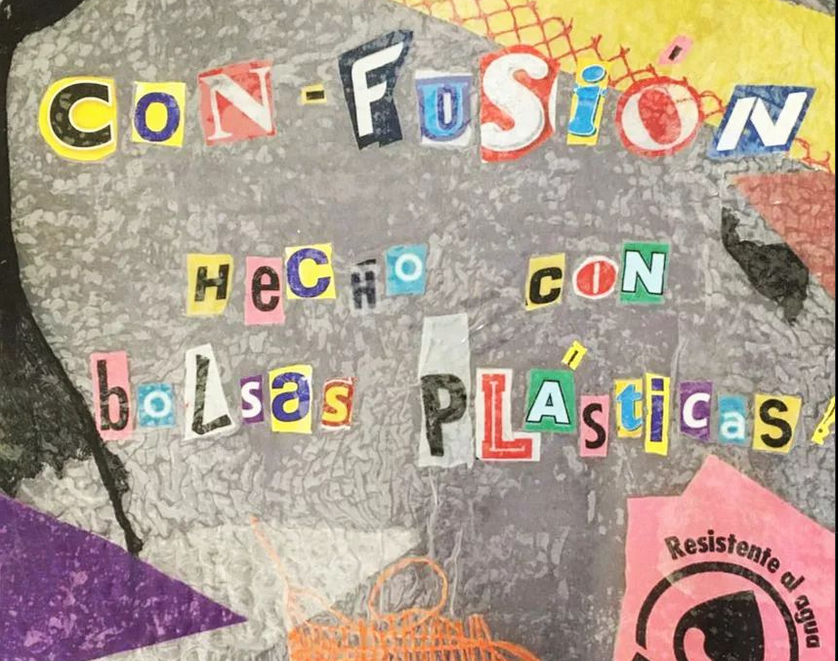 CON-FUSIÓN
HeCHO CON
boLsas PLÁSticas!
Resistente al agua